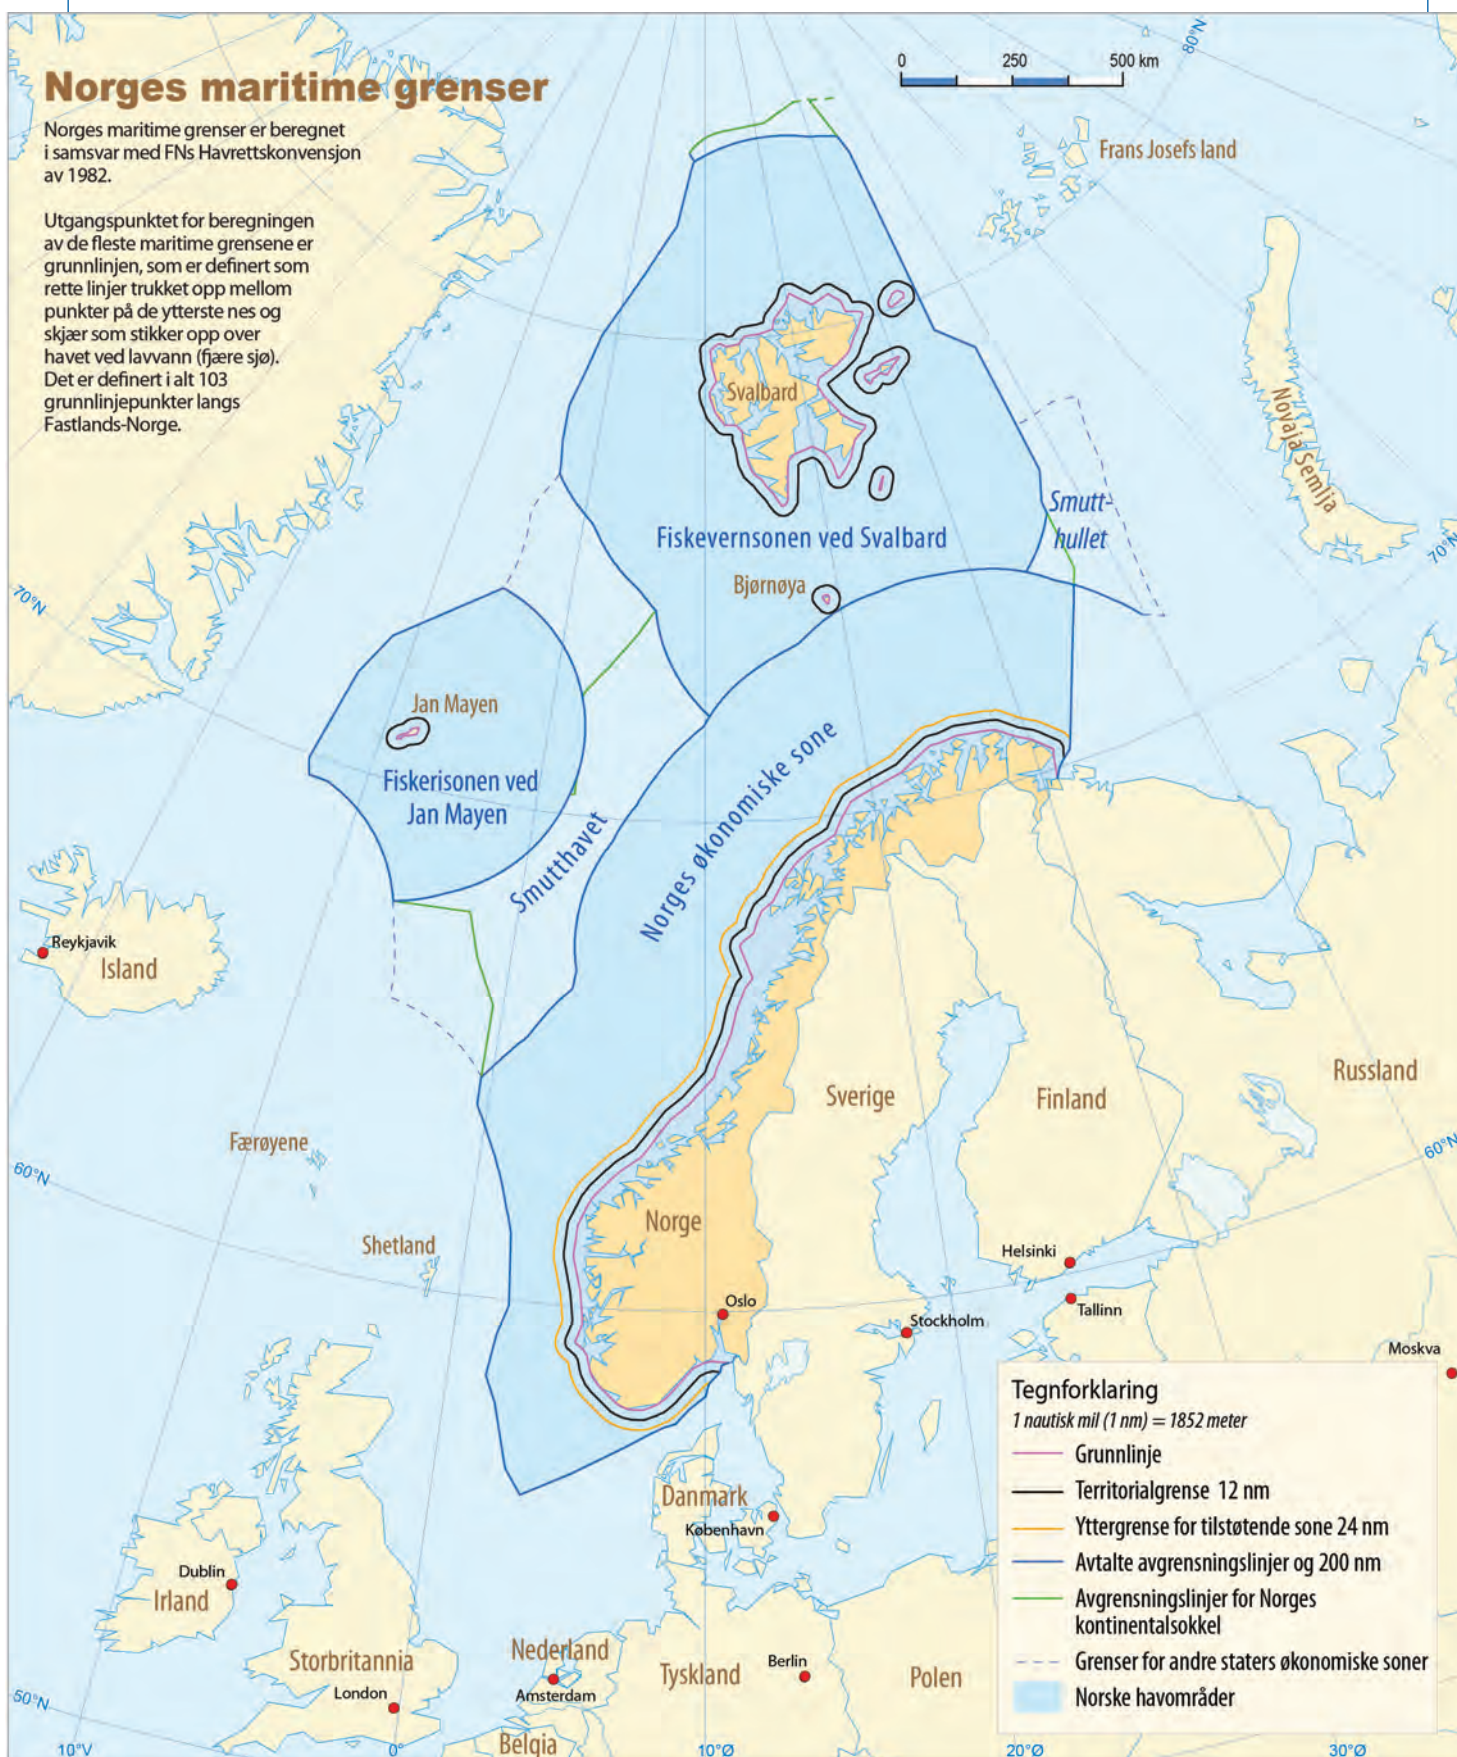 80°N
0 250 500 km
Norges maritime grenser
Norges maritime grenser er beregnet
i samsvar med FNs Havrettskonvensjon
av 1982.
Utgangspunktet for beregningen
av de fleste maritime grensene er
grunnlinjen, som er definert som
rette linjer trukket opp mellom
punkter på de ytterste nes og
skjær som stikker opp over
havet ved lavvann (fjære sjø).
Det er definert i alt 103
grunnlinjepunkter langs
Fastlands-Norge.
Frans Josefs land
Svalbard
Novaja Semlja
Smutt-
hullet
Fiskevernsonen ved Svalbard
70°N
Bjørnøya
70°N
Jan Mayen
Fiskerisonen ved
Jan Mayen
Norges økonomiske sone
Smutthavet
Reykjavik
Island
Russland
Sverige
Finland
Færøyene
60°N
60°N
Norge
Shetland
Helsinki
Oslo
Tallinn
Stockholm
Moskva
Tegnforklaring
1 nautisk mil (1 nm) = 1852 meter
Grunnlinje
Territorialgrense 12 nm
Yttergrense for tilstøtende sone 24 nm
Avtalte avgrensningslinjer og 200 nm
Avgrensningslinjer for Norges
kontinentalsokkel
Grenser for andre staters økonomiske soner
Norske havområder
Danmark
København
Dublin
Irland
Nederland
Storbritannia
Tyskland
Berlin
Polen
Amsterdam
London
50°N
Belgia
10°V 0° 10°Ø 20°Ø 30°Ø